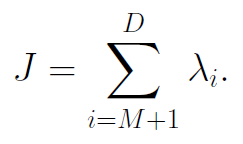 J = \sum_{i=M+1}^{D} \lambda_i.